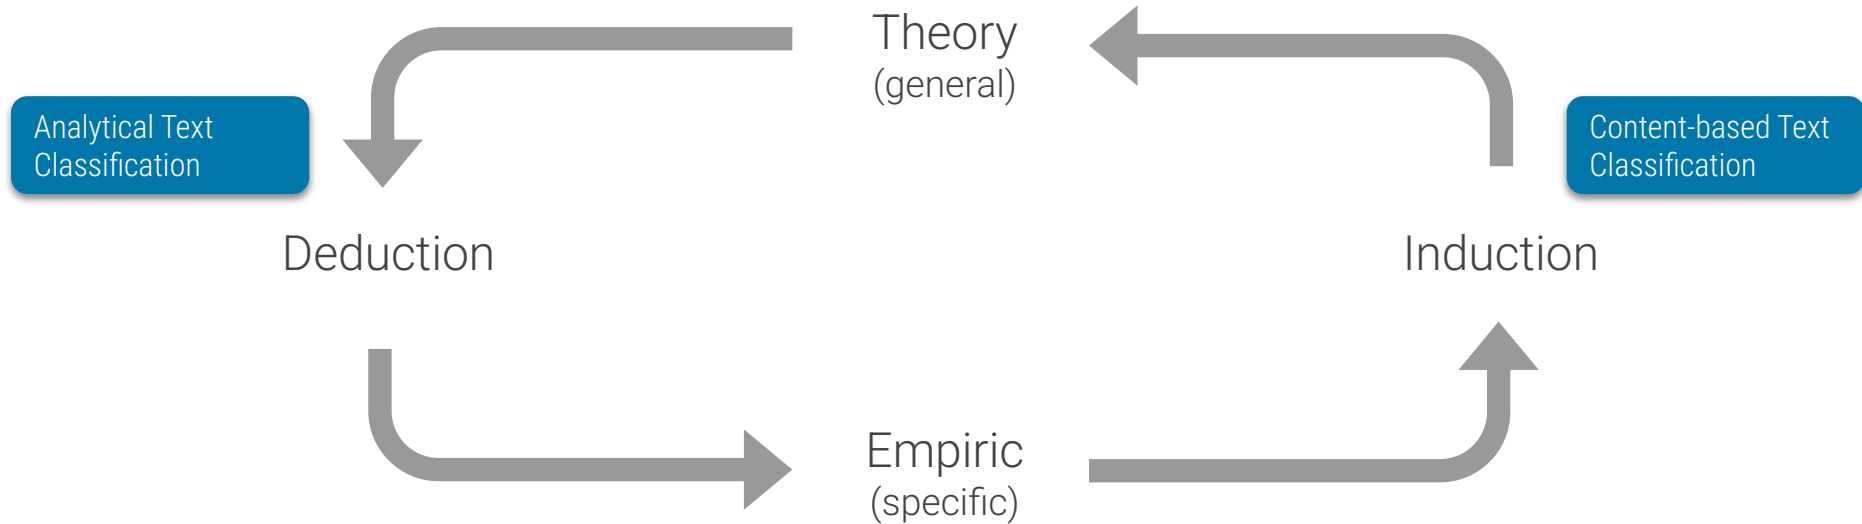 Theory
(general)
Analytical Text
Classification
Content-based Text
Classification
Deduction
Induction
Empiric
(specific)